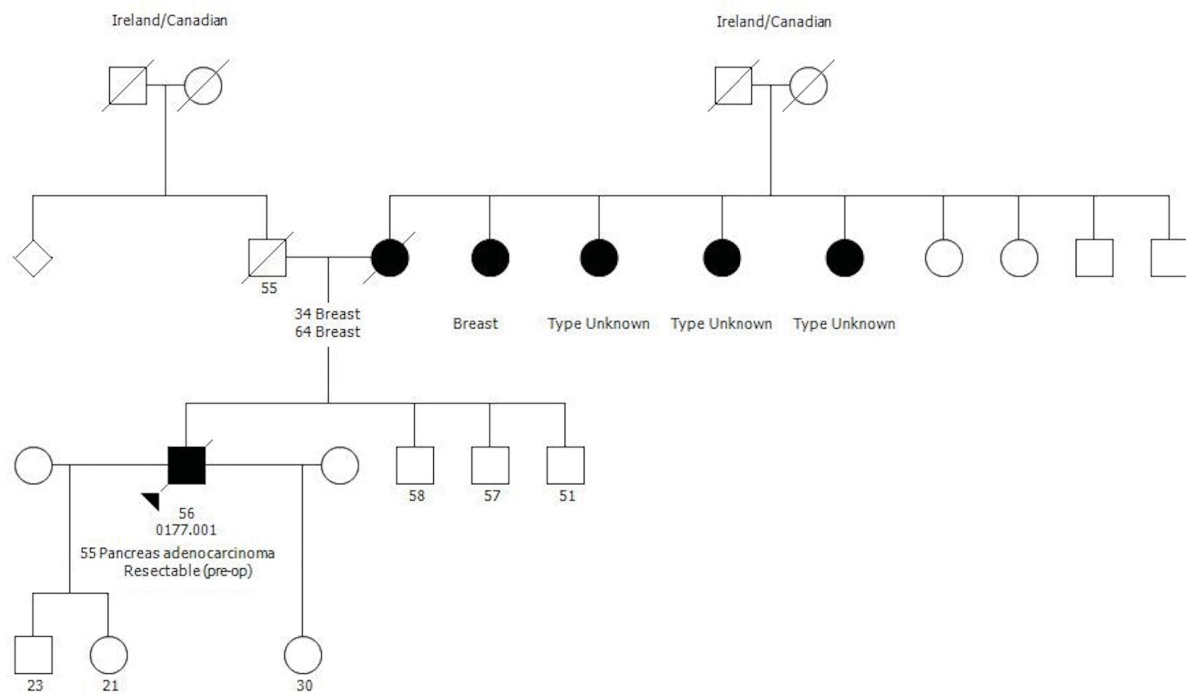 Ireland/Canadian
Ireland/Canadian
55
34 Breast
64 Breast
Breast
Type Unknown
Type Unknown
Type Unknown
56
0177.001
55 Pancreas adenocarcinoma
Resectable (pre-op)
58
57
51
23
21
30